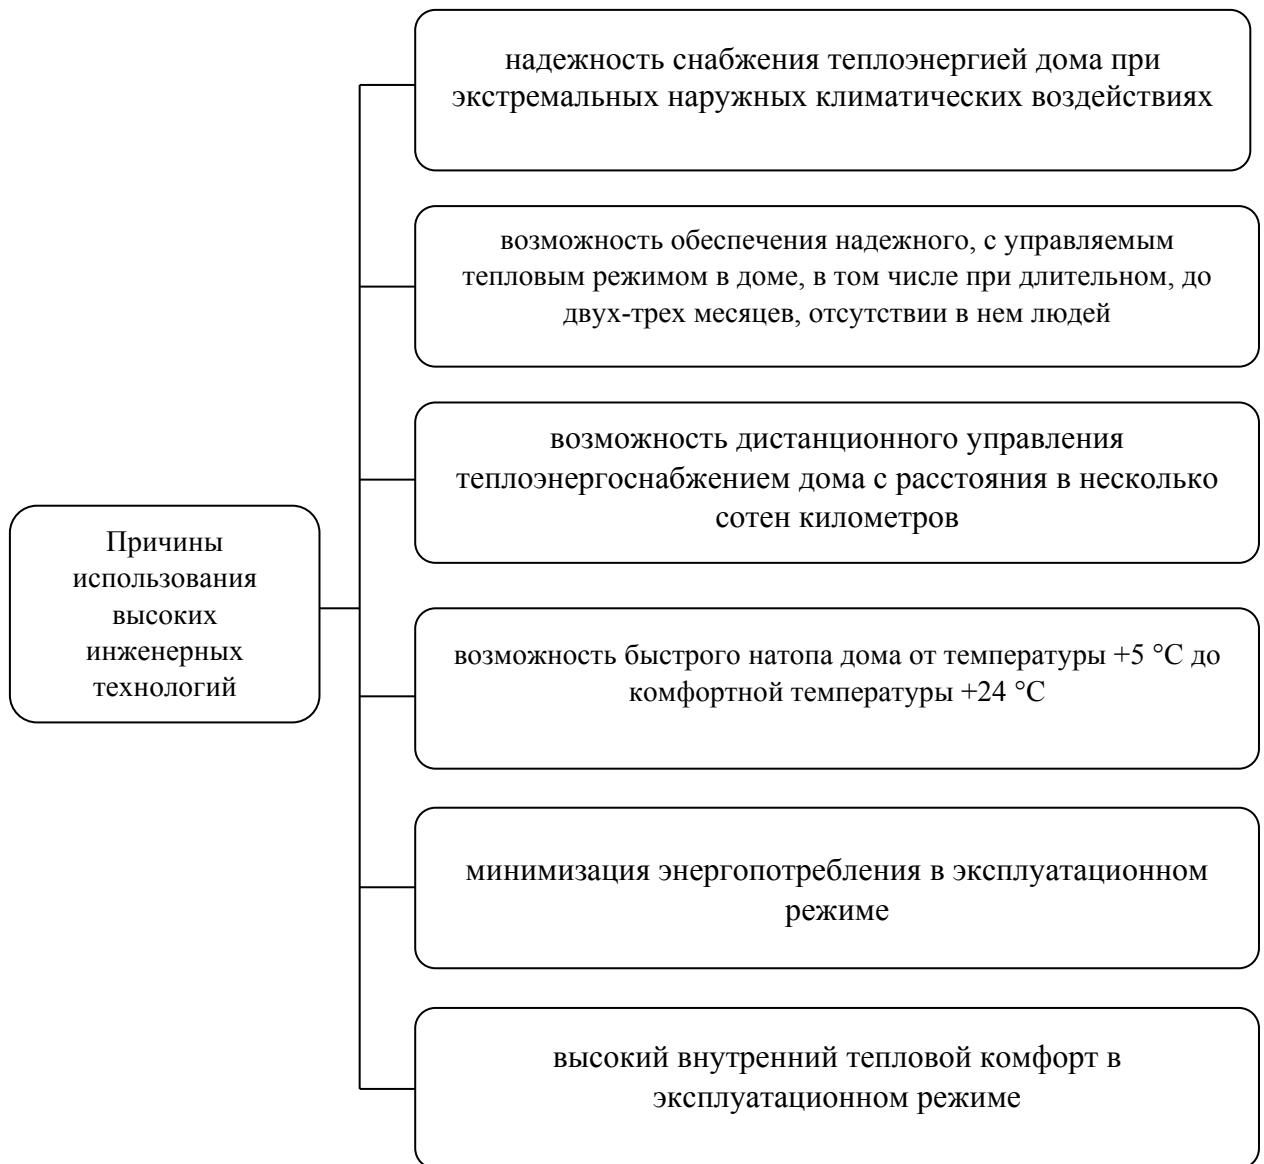 надежность снабжения теплоэнергией дома при
экстремальных наружных климатических воздействиях
возможность обеспечения надежного, с управляемым
тепловым режимом в доме, в том числе при длительном, до
двух-трех месяцев, отсутствии в нем людей
возможность дистанционного управления
теплоэнергоснабжением дома с расстояния в несколько
сотен километров
Причины
использования
высоких
инженерных
технологий
возможность быстрого натопа дома от температуры +5 °С до
комфортной температуры +24 °С
минимизация энергопотребления в эксплуатационном
режиме
высокий внутренний тепловой комфорт в
эксплуатационном режиме